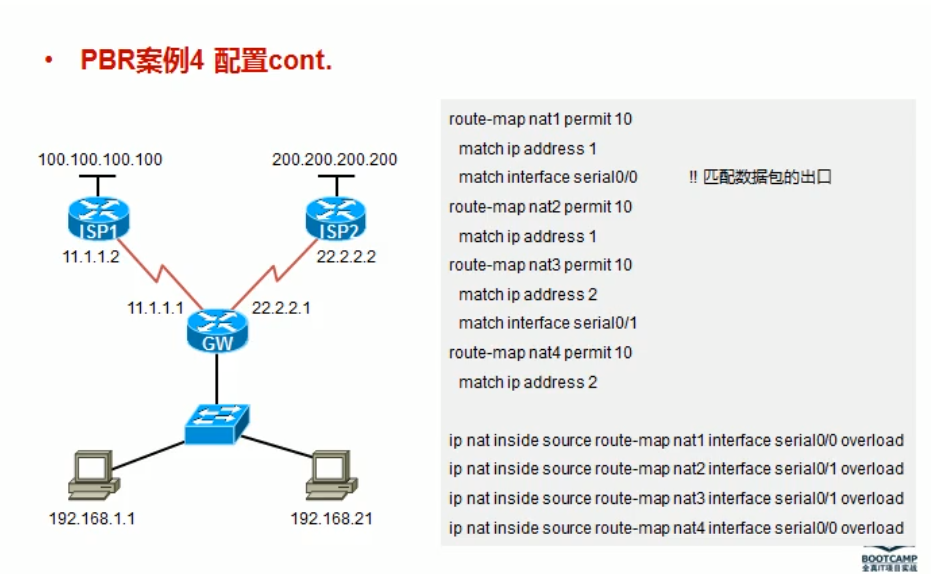 • PBR案例4 配置cont.
100.100.100.100
200.200.200.200
ISP1
ISP2
11.1.1.2
22.2.2.2
11.1.1.1
22.2.2.1
GW
192.168.1.1
192.168.21
route-map nat1 permit 10
match ip address 1
match interface serial0/0 !! 匹配数据包的出口
route-map nat2 permit 10
match ip address 1
route-map nat3 permit 10
match ip address 2
match interface serial0/1
route-map nat4 permit 10
match ip address 2
ip nat inside source route-map nat1 interface serial0/0 overload
ip nat inside source route-map nat2 interface serial0/1 overload
ip nat inside source route-map nat3 interface serial0/1 overload
ip nat inside source route-map nat4 interface serial0/0 overload
BOOTCAMP
全真IT项目实战